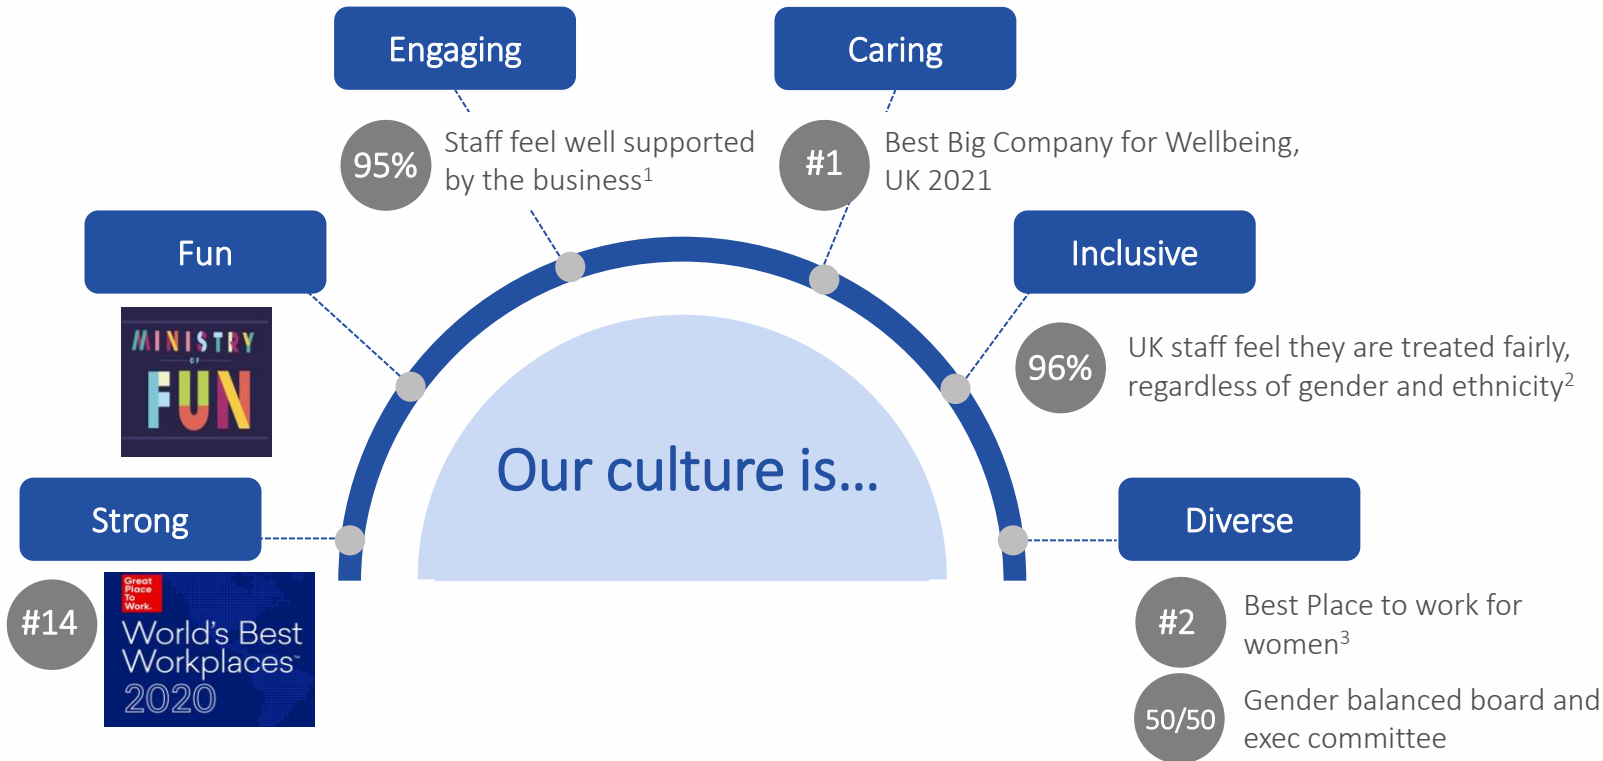 Engaging
95%
Staff feel well supported
by the business¹
Caring
#1
Best Big Company for Wellbeing,
UK 2021
Fun
MINISTRY
OF
FUN
Inclusive
96%
UK staff feel they are treated fairly,
regardless of gender and ethnicity²
Our culture is...
Strong
#14
Great
Place
To
Work.
World's Best
Workplaces™
2020
Diverse
#2
Best Place to work for
women³
50/50
Gender balanced board and
exec committee